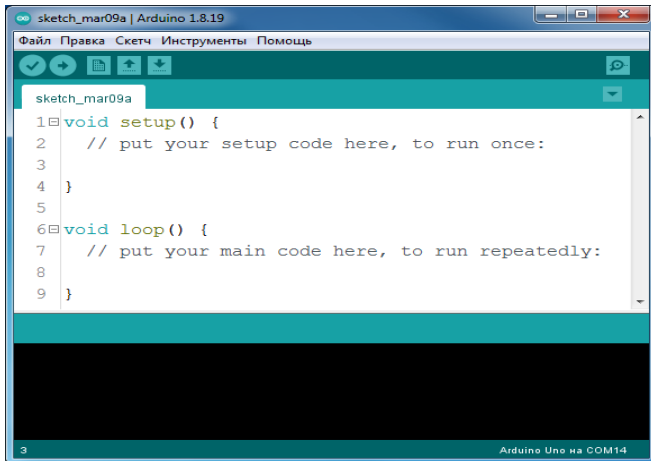 sketch_mar09a | Arduino 1.8.19
Файл Правка Скетч Инструменты Помощь
sketch_mar09a
1 void setup() {
2 // put your setup code here, to run once:
3
4 }
5
6 void loop() {
7 // put your main code here, to run repeatedly:
8
9 }
3 Arduino Uno на COM14